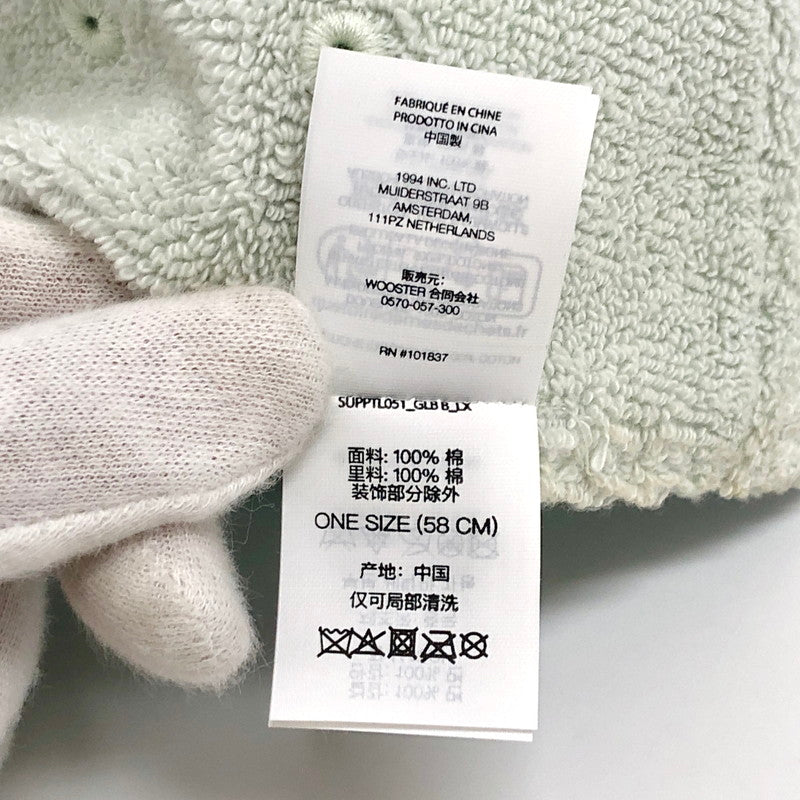 FABRIQUÉ EN CHINE
PRODOTTO IN CINA
中国製
1994 INC. LTD
MUIDERSTRAAT 9B
AMSTERDAM,
111PZ NETHERLANDS
販売元:
WOOSTER 合同会社
0570-057-300
RN #101837
SUPPTL051_GLB B_LX
面料: 100% 棉
里料: 100% 棉
装饰部分除外
ONE SIZE (58 CM)
产地: 中国
仅可局部清洗